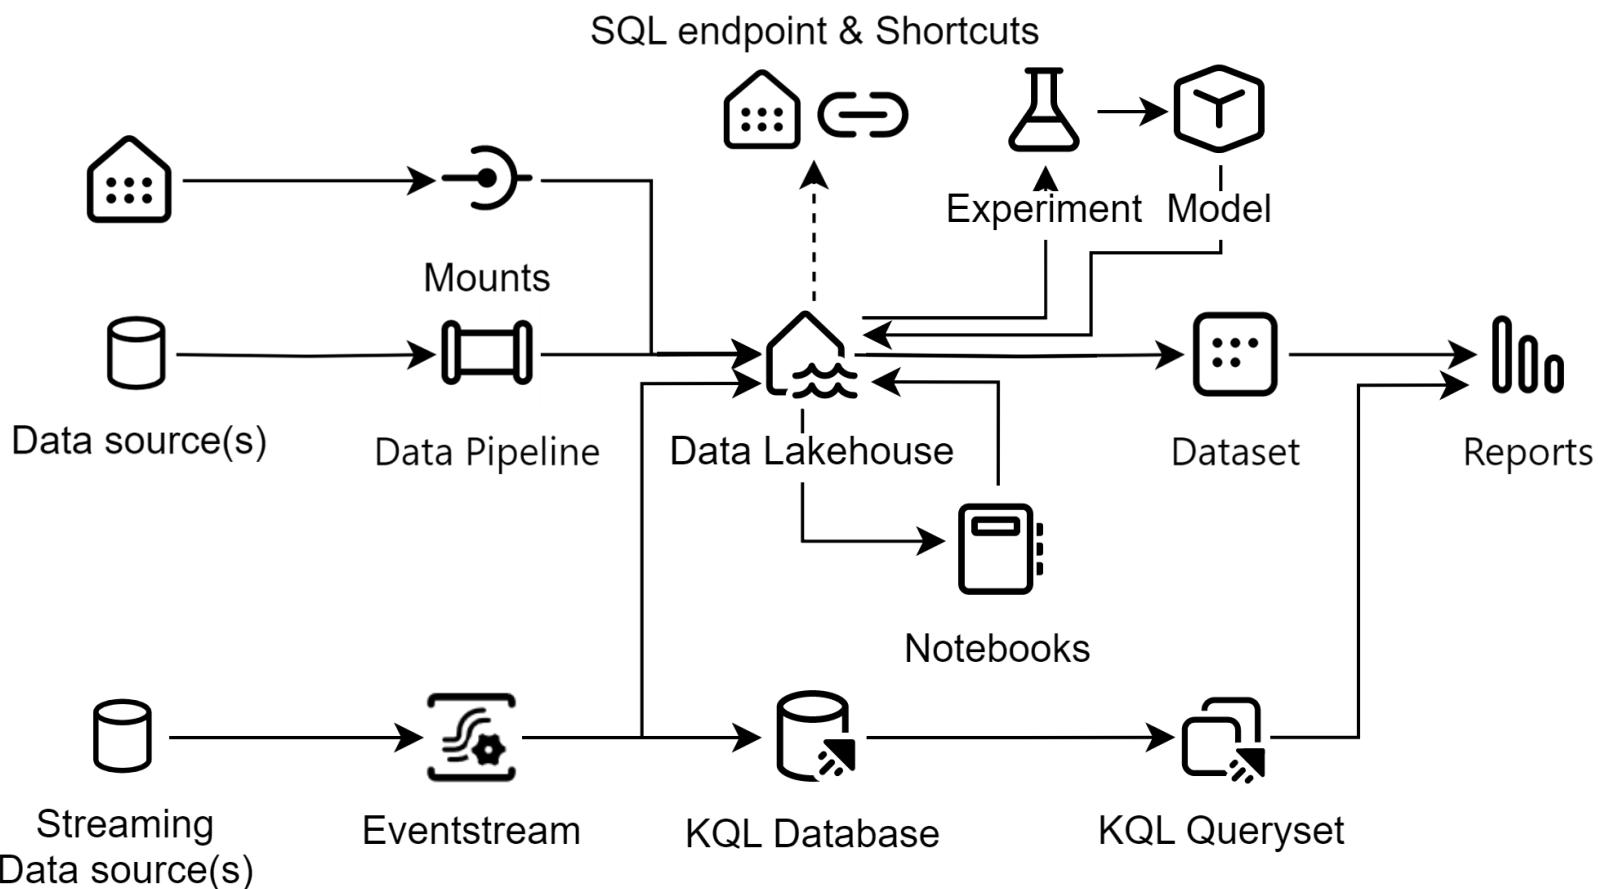 SQL endpoint & Shortcuts
Experiment
Model
Mounts
Data source(s)
Data Pipeline
Data Lakehouse
Dataset
Reports
Notebooks
Streaming
Data source(s)
Eventstream
KQL Database
KQL Queryset